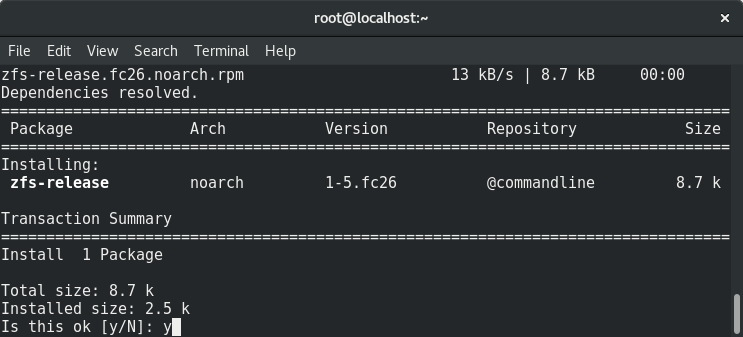 root@localhost:~
File Edit View Search Terminal Help
zfs-release.fc26.noarch.rpm 13 kB/s | 8.7 kB 00:00
Dependencies resolved.
================================================================================
Package Arch Version Repository Size
================================================================================
Installing:
zfs-release noarch 1-5.fc26 @commandline 8.7 k
Transaction Summary
================================================================================
Install 1 Package
Total size: 8.7 k
Installed size: 2.5 k
Is this ok [y/N]: y